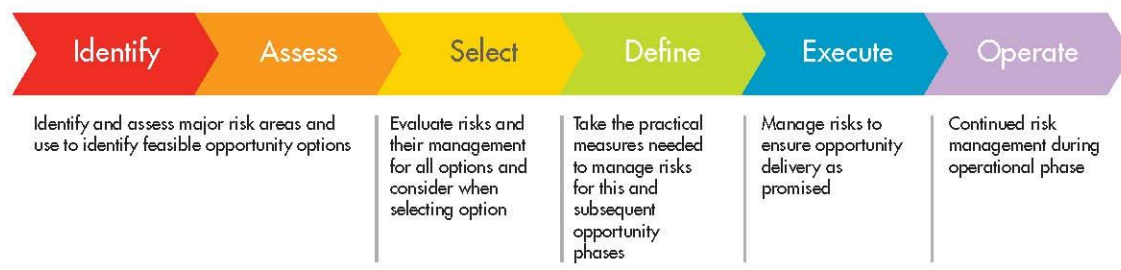 Identify
Assess
Select
Define
Execute
Operate
Identify and assess major risk areas and
use to identify feasible opportunity options
Evaluate risks and
their management
for all options and
consider when
selecting option
Take the practical
measures needed
to manage risks
for this and
subsequent
opportunity
phases
Manage risks to
ensure opportunity
delivery as
promised
Continued risk
management during
operational phase